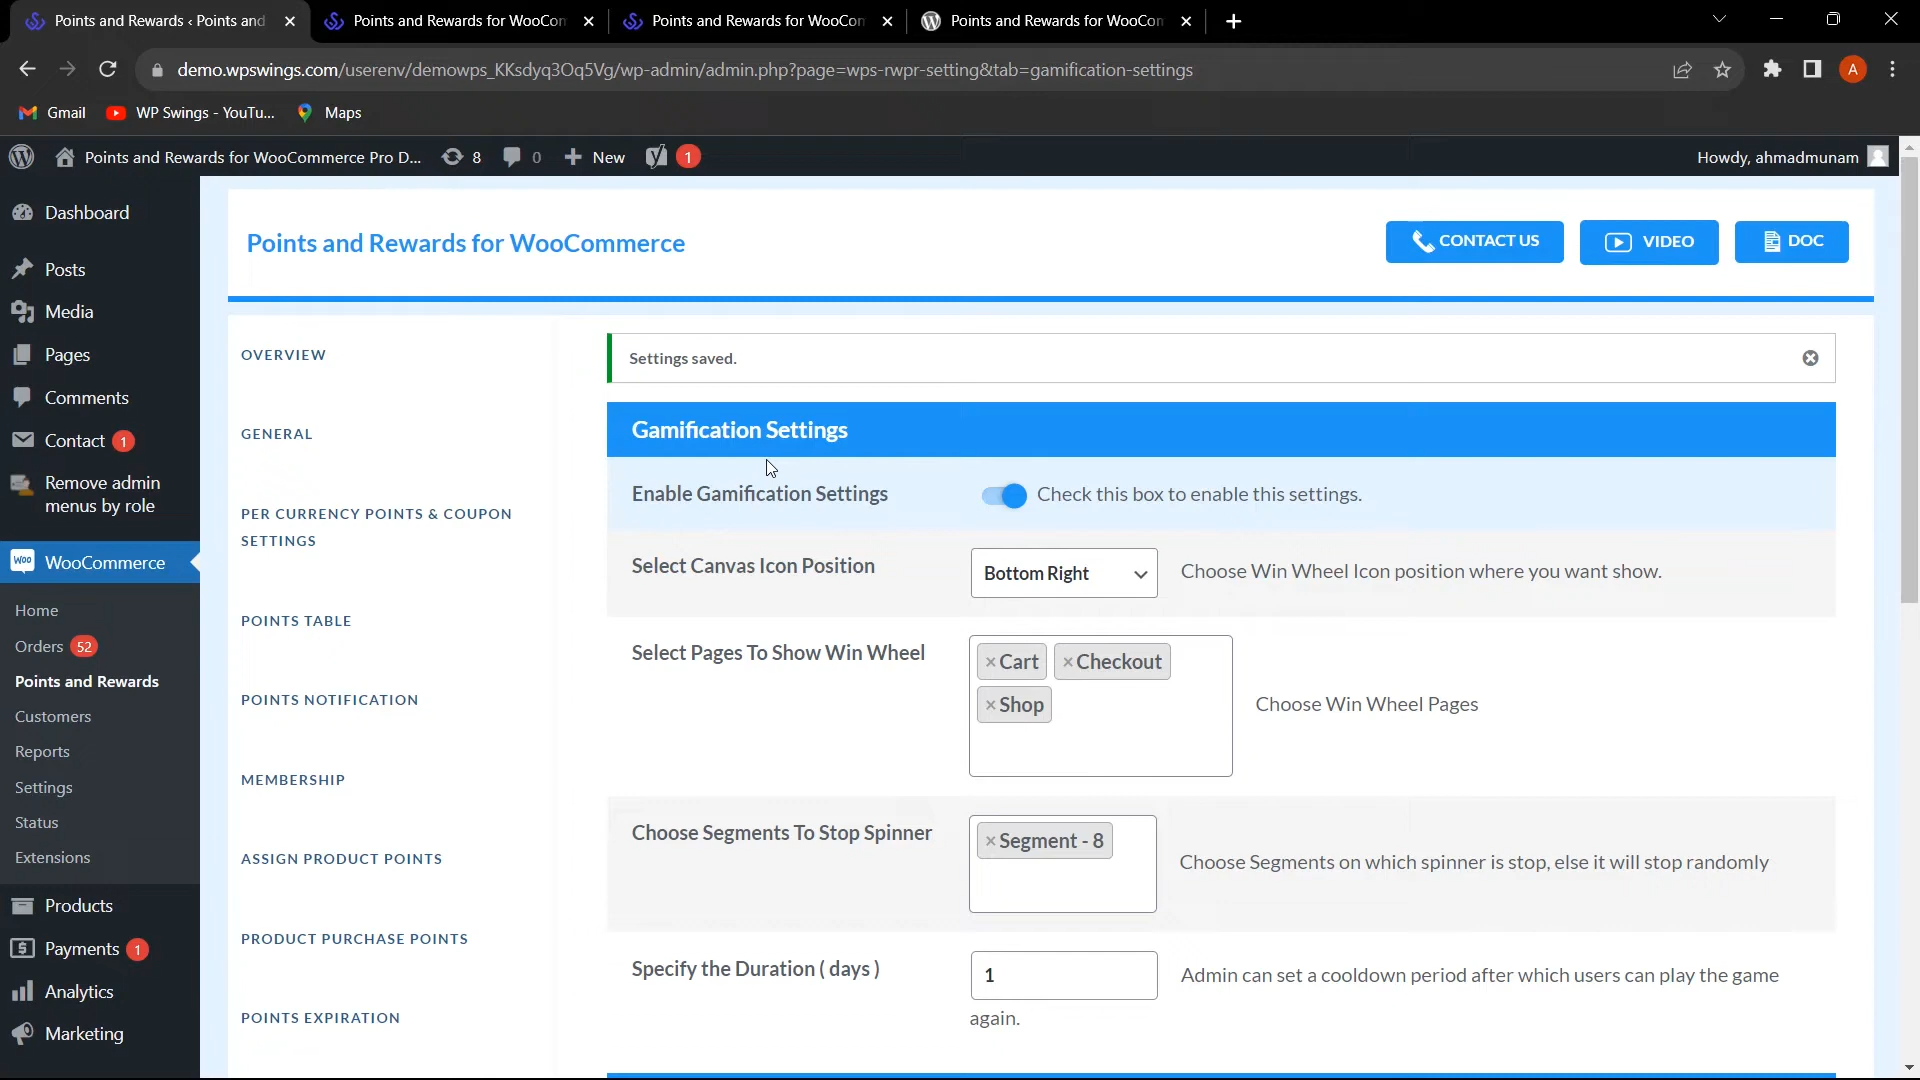 Points and Rewards ‹ Points and
Points and Rewards for WooCom
Points and Rewards for WooCom
Points and Rewards for WooCom
demo.wpswings.com/userenv/demowps_KKsdyq3Oq5Vg/wp-admin/admin.php?page=wps-rwpr-setting&tab=gamification-settings
A
Gmail
WP Swings - YouTu...
Maps
Points and Rewards for WooCommerce Pro D...
8
0
New
1
Howdy, ahmadmunam
Dashboard
Posts
Media
Pages
Comments
Contact 1
Remove admin
menus by role
WooCommerce
Home
Orders 52
Points and Rewards
Customers
Reports
Settings
Status
Extensions
Products
Payments 1
Analytics
Marketing
Points and Rewards for WooCommerce
CONTACT US
VIDEO
DOC
OVERVIEW
GENERAL
PER CURRENCY POINTS & COUPON
SETTINGS
POINTS TABLE
POINTS NOTIFICATION
MEMBERSHIP
ASSIGN PRODUCT POINTS
PRODUCT PURCHASE POINTS
POINTS EXPIRATION
Settings saved.
Gamification Settings
Enable Gamification Settings
Check this box to enable this settings.
Select Canvas Icon Position
Bottom Right
Choose Win Wheel Icon position where you want show.
Select Pages To Show Win Wheel
×Cart ×Checkout
×Shop
Choose Win Wheel Pages
Choose Segments To Stop Spinner
×Segment - 8
Choose Segments on which spinner is stop, else it will stop randomly
Specify the Duration ( days )
1
Admin can set a cooldown period after which users can play the game
again.